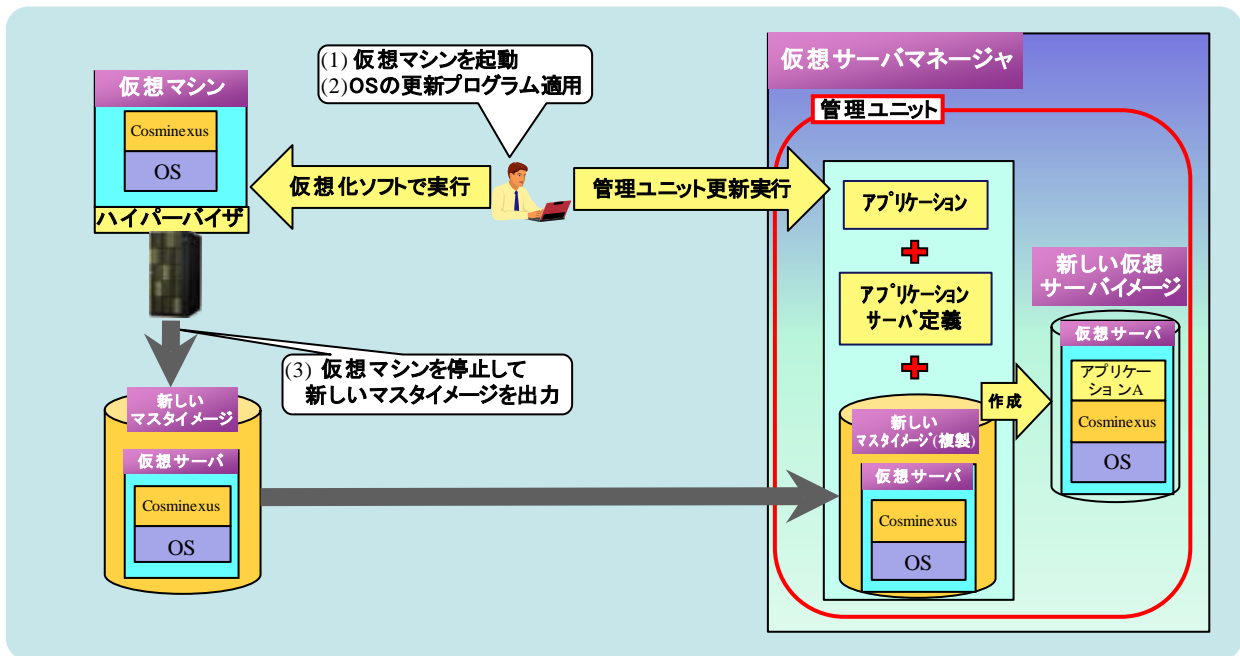 (1) 仮想マシンを起動
(2)OSの更新プログラム適用
仮想マシン
Cosminexus
OS
ハイパーバイザ
仮想化ソフトで実行
管理ユニット更新実行
(3) 仮想マシンを停止して
新しいマスタイメージを出力
新しい
マスタイメージ
仮想サーバ
Cosminexus
OS
仮想サーバマネージャ
管理ユニット
アプリケーション
アプリケーション
サーバ定義
新しい
マスタイメージ(複製)
仮想サーバ
Cosminexus
OS
作成
新しい仮想
サーバイメージ
仮想サーバ
アプリケー
ションA
Cosminexus
OS